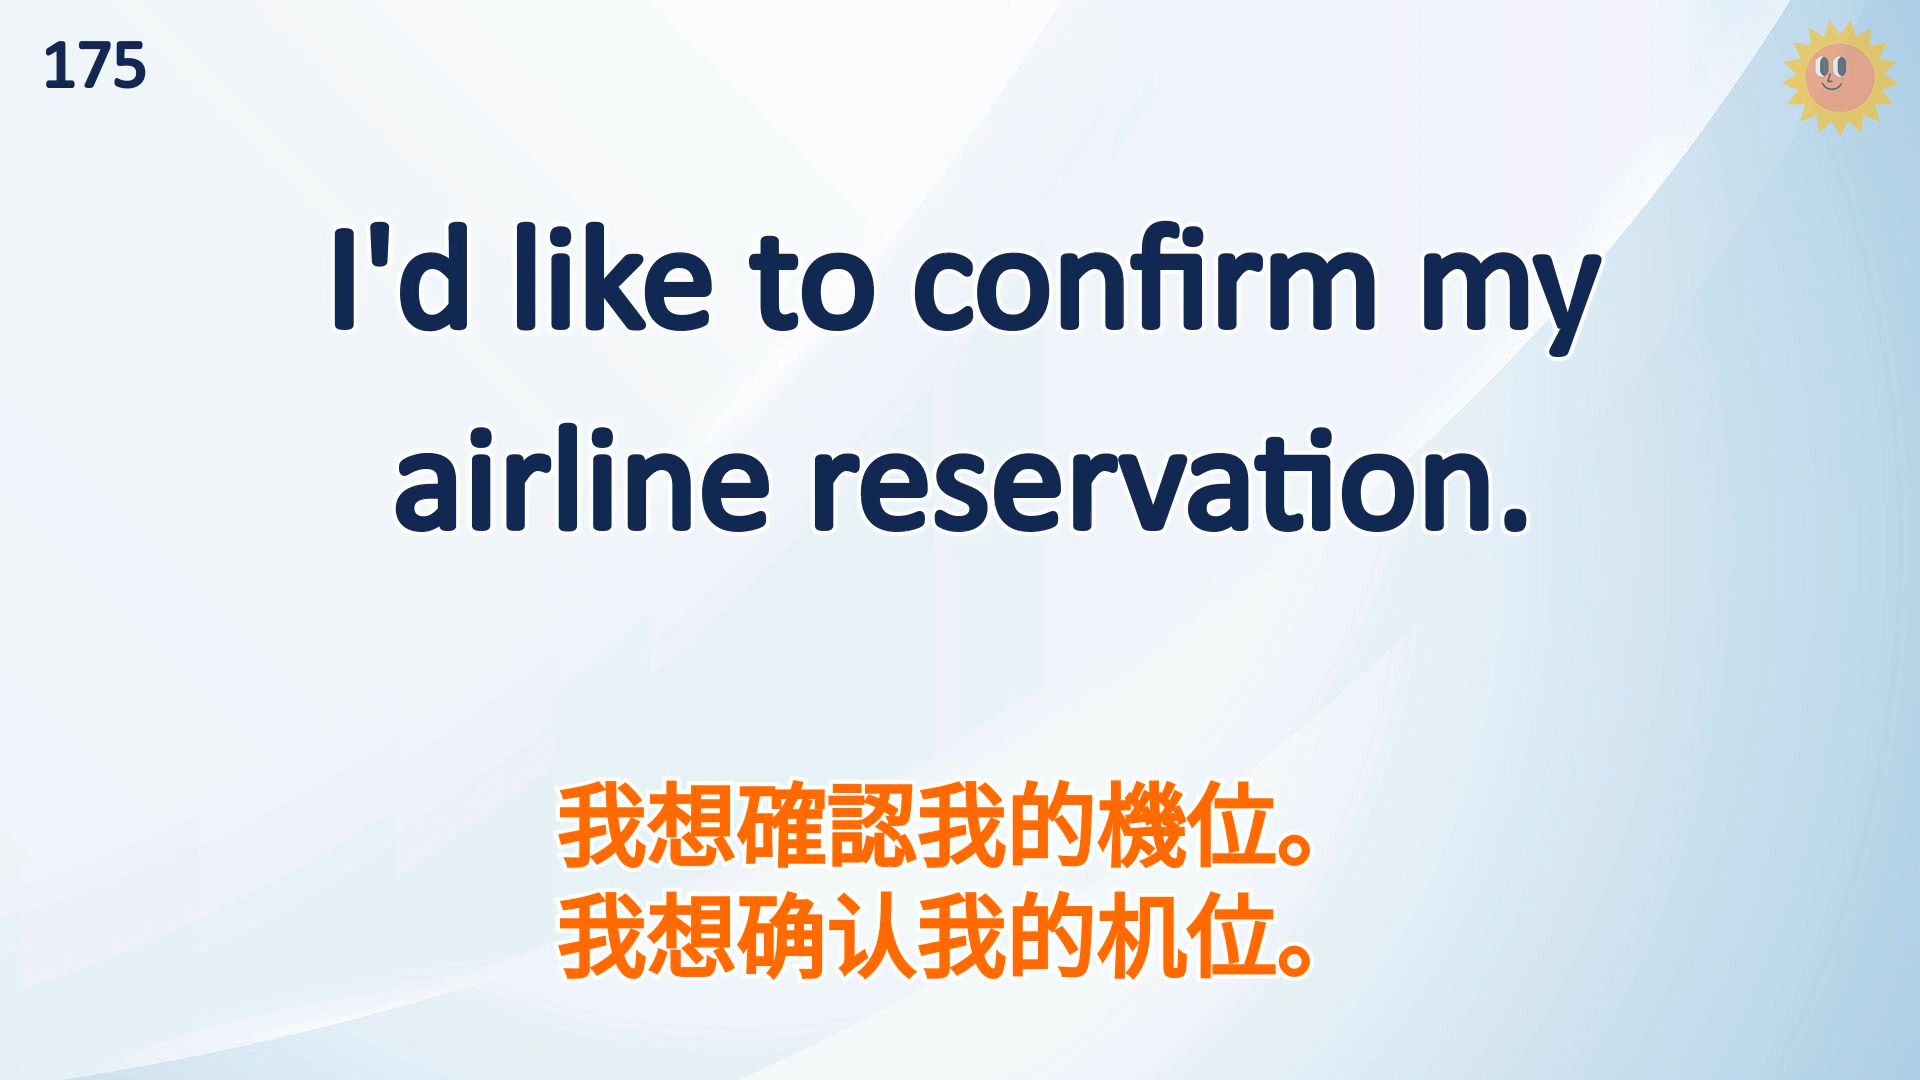 175
I'd like to confirm my
airline reservation.
我想確認我的機位。
我想确认我的机位。